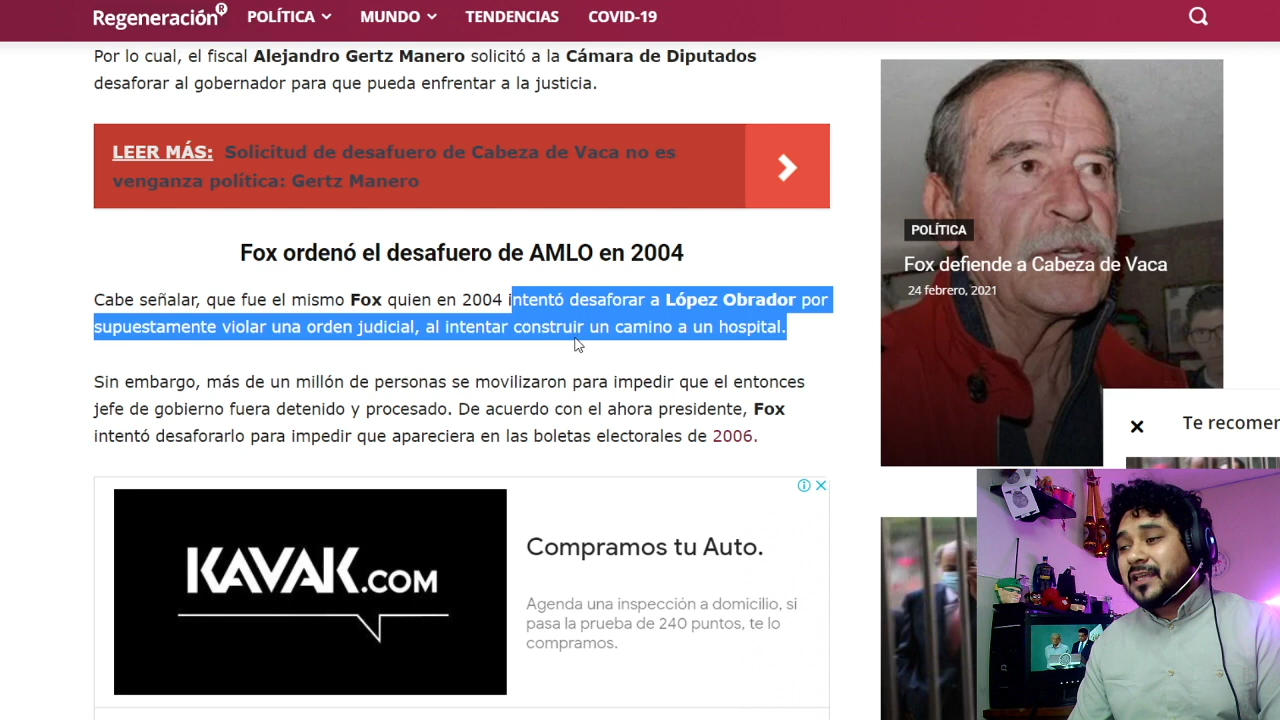 Regeneración®
POLÍTICA
MUNDO
TENDENCIAS
COVID-19
Por lo cual, el fiscal Alejandro Gertz Manero solicitó a la Cámara de Diputados
desaforar al gobernador para que pueda enfrentar a la justicia.
LEER MÁS: Solicitud de desafuero de Cabeza de Vaca no es
venganza política: Gertz Manero
Fox ordenó el desafuero de AMLO en 2004
Cabe señalar, que fue el mismo Fox quien en 2004 intentó desaforar a López Obrador por
supuestamente violar una orden judicial, al intentar construir un camino a un hospital.
Sin embargo, más de un millón de personas se movilizaron para impedir que el entonces
jefe de gobierno fuera detenido y procesado. De acuerdo con el ahora presidente, Fox
intentó desaforarlo para impedir que apareciera en las boletas electorales de 2006.
KAVAK.COM
Compramos tu Auto.
Agenda una inspección a domicilio, si
pasa la prueba de 240 puntos, te lo
compramos.
POLÍTICA
Fox defiende a Cabeza de Vaca
24 febrero, 2021
Te recomen